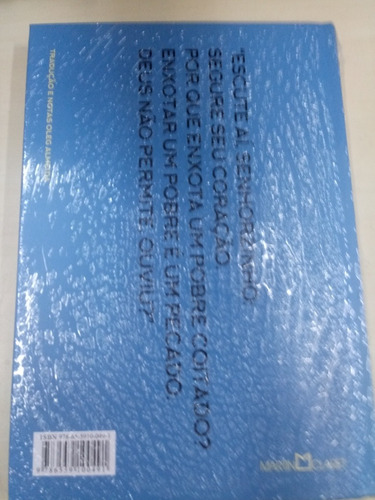 "ESCUTE AÍ, SENHORZINHO:
SEGURE SEU CORAÇÃO.
POR QUE ENXOTA UM POBRE COITADO?
ENXOTAR UM POBRE É UM PECADO,
DEUS NÃO PERMITE, OUVIU?"
TRADUÇÃO E NOTAS OLEG ALMEIDA
MARTIN CLARET